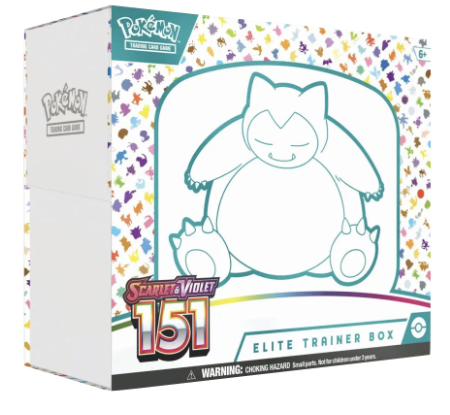 Pokémon
TRADING CARD GAME
6+
Pokémon
TRADING CARD GAME
SCARLET & VIOLET
151
ELITE TRAINER BOX
WARNING: CHOKING HAZARD Small parts. Not for children under 3 years.